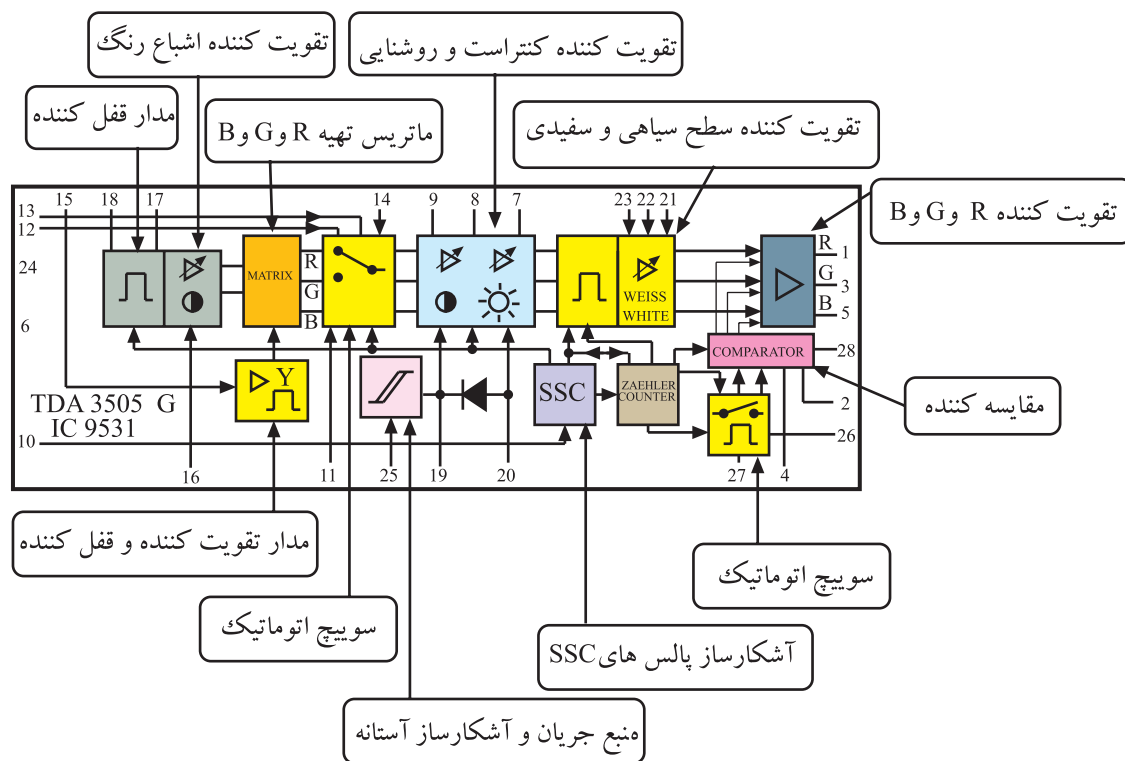 تقویت کننده اشباع رنگ
تقویت کننده کنتراست و روشنایی
مدار قفل کننده
ماتریس تهیه R و G و B
تقویت کننده سطح سیاهی و سفیدی
تقویت کننده R و G و B
15
18
17
13
12
14
9
8
7
23
22
21
24
6
MATRIX
R
G
B
WEISS
WHITE
R
1
G
3
B
5
COMPARATOR
28
2
Y
SSC
ZAEHLER
COUNTER
TDA 3505 G
IC 9531
10
26
16
11
25
19
20
27
4
مقایسه کننده
مدار تقویت کننده و قفل کننده
سوییچ اتوماتیک
سوییچ اتوماتیک
آشکارساز پالس های SSC
منبع جریان و آشکارساز آستانه